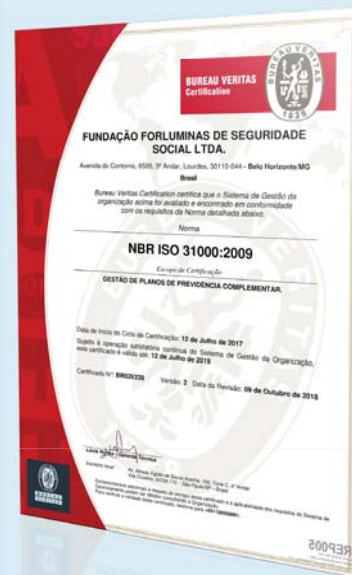 BUREAU VERITAS
Certification
BUREAU VERITAS
1828
FUNDAÇÃO FORLUMINAS DE SEGURIDADE
SOCIAL LTDA.
Avenida do Contorno, 6500, 3º Andar, Lourdes, 30110-044 - Belo Horizonte/MG
Brasil
Bureau Veritas Certification certifica que o Sistema de Gestão da
organização acima foi avaliado e encontrado em conformidade
com os requisitos da Norma detalhada abaixo.
Norma
NBR ISO 31000:2009
Escopo de Certificação
GESTÃO DE PLANOS DE PREVIDÊNCIA COMPLEMENTAR.
Data de Início do Ciclo de Certificação: 12 de Julho de 2017
Sujeito à operação satisfatória contínua do Sistema de Gestão da Organização,
este certificado é válido até: 12 de Julho de 2019
Certificado N°: BR026338 Versão 2 Data da Revisão: 09 de Outubro de 2018